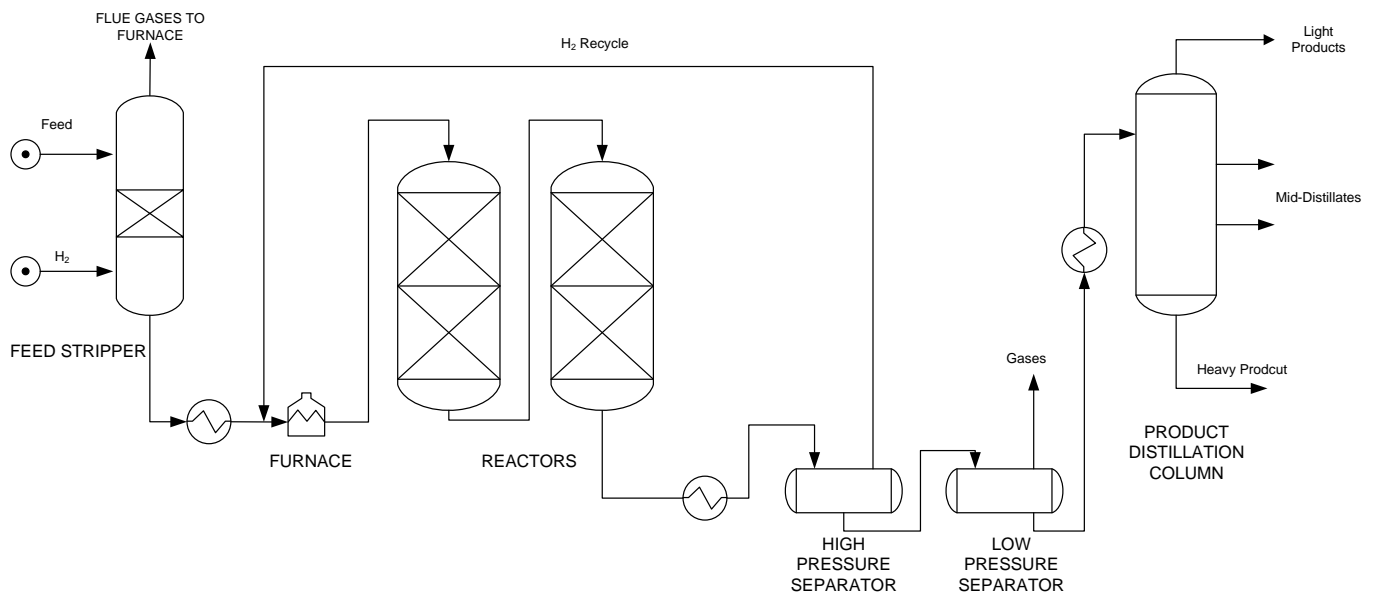 FLUE GASES TO
FURNACE
H2 Recycle
Light
Products
Feed
Mid-Distillates
H2
FEED STRIPPER
Gases
Heavy Prodcut
FURNACE
REACTORS
PRODUCT
DISTILLATION
COLUMN
HIGH
PRESSURE
SEPARATOR
LOW
PRESSURE
SEPARATOR